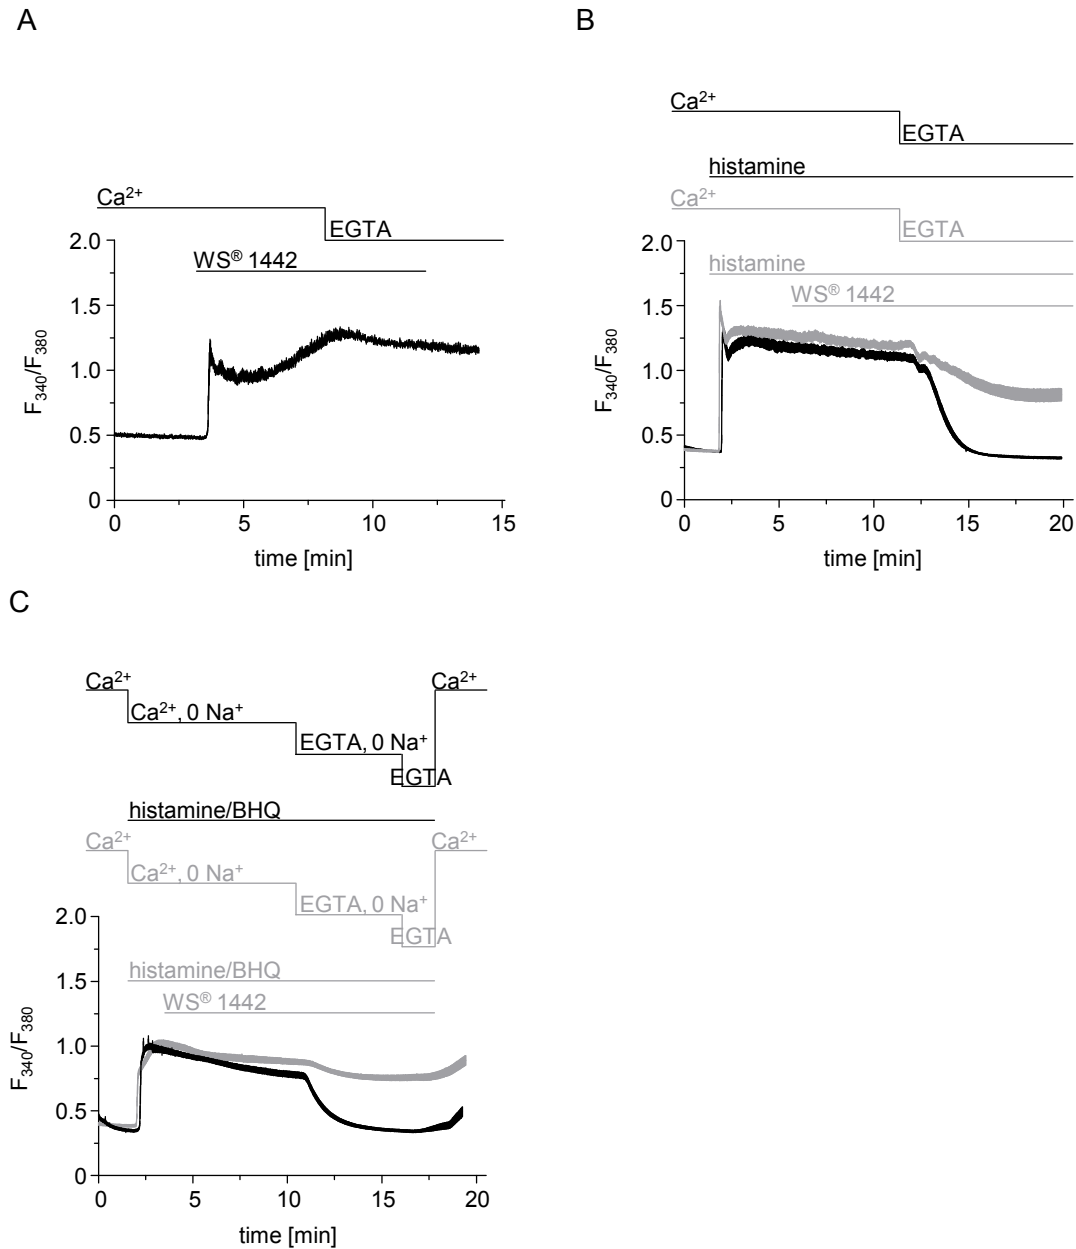 A
Ca²⁺
EGTA
WS® 1442
2.0
1.5
1.0
0.5
0
F₃₄₀/F₃₈₀
0 5 10 15
time [min]
B
Ca²⁺
EGTA
histamine
Ca²⁺
EGTA
histamine
WS® 1442
2.0
1.5
1.0
0.5
0
F₃₄₀/F₃₈₀
0 5 10 15 20
time [min]
C
Ca²⁺ Ca²⁺
Ca²⁺, 0 Na⁺
EGTA, 0 Na⁺
EGTA
histamine/BHQ
Ca²⁺ Ca²⁺
Ca²⁺, 0 Na⁺
EGTA, 0 Na⁺
EGTA
histamine/BHQ
WS® 1442
2.0
1.5
1.0
0.5
0
F₃₄₀/F₃₈₀
0 5 10 15 20
time [min]